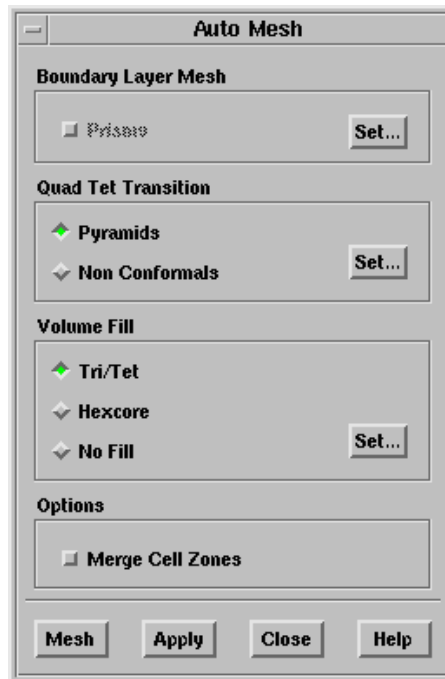 Auto Mesh
Boundary Layer Mesh
Prisms
Set...
Quad Tet Transition
Pyramids
Non Conformals
Set...
Volume Fill
Tri/Tet
Hexcore
No Fill
Set...
Options
Merge Cell Zones
Mesh Apply Close Help